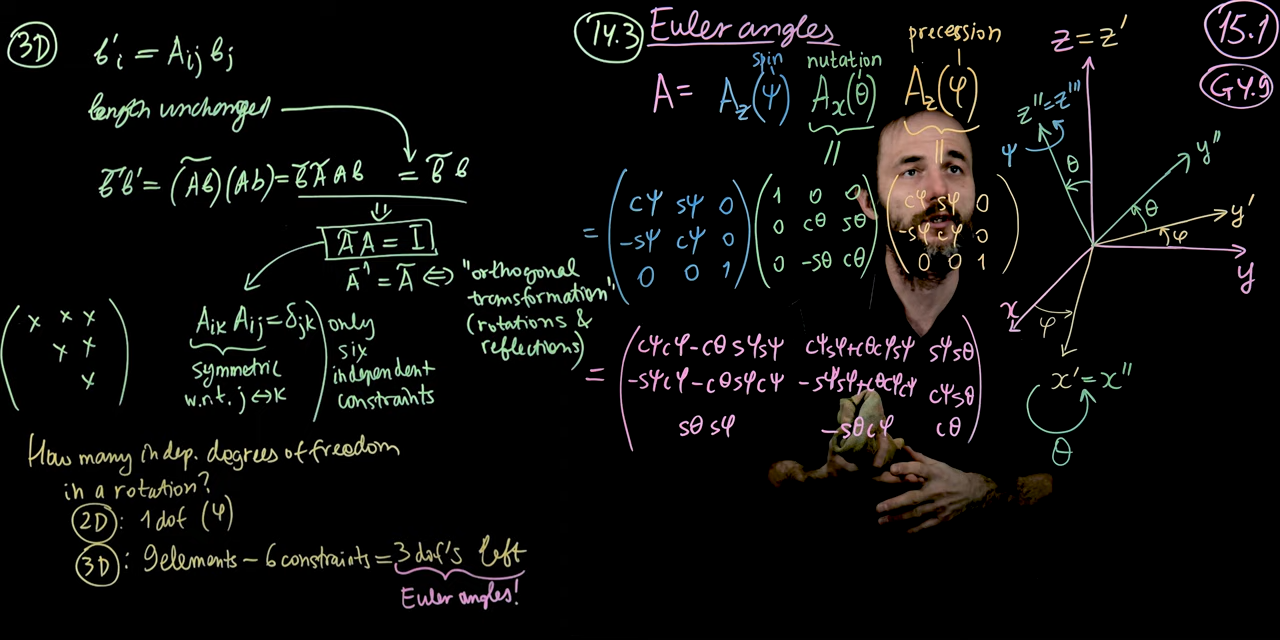 3D b'ᵢ = Aᵢⱼ bⱼ
length unchanged
b̃'b' = (Ãb)(Ab) = b̃ÃAb = b̃b
⇓
ÃA = I
A⁻¹ = Ã ⇔ "orthogonal
transformation"
(rotations &
reflections)
( x x x
x x
x )
Aᵢₖ Aᵢⱼ = δⱼₖ
symmetric
w.r.t. j ↔ k
only
six
independent
constraints
How many indep. degrees of freedom
in a rotation?
2D : 1 dof (φ)
3D : 9 elements − 6 constraints = 3 dof's left
Euler angles!
14.3 Euler angles
spin nutation precession
A = A_z(ψ) A_x(θ) A_z(φ)
|| ||
= ( cψ sψ 0 ) ( 1 0 0 ) ( cφ sφ 0 )
( -sψ cψ 0 ) ( 0 cθ sθ ) ( -sφ cφ 0 )
( 0 0 1 ) ( 0 -sθ cθ ) ( 0 0 1 )
= ( cψcφ-cθsψsφ cψsφ+cθcφsψ sψsθ )
( -sψcφ-cθsφcψ -sψsφ+cθcφcψ cψsθ )
( sθsφ -sθcφ cθ )
15.1
G4.9
z = z'
z'' = z'''
ψ
θ
y''
θ
y'
φ
y
x
φ
x' = x''
θ